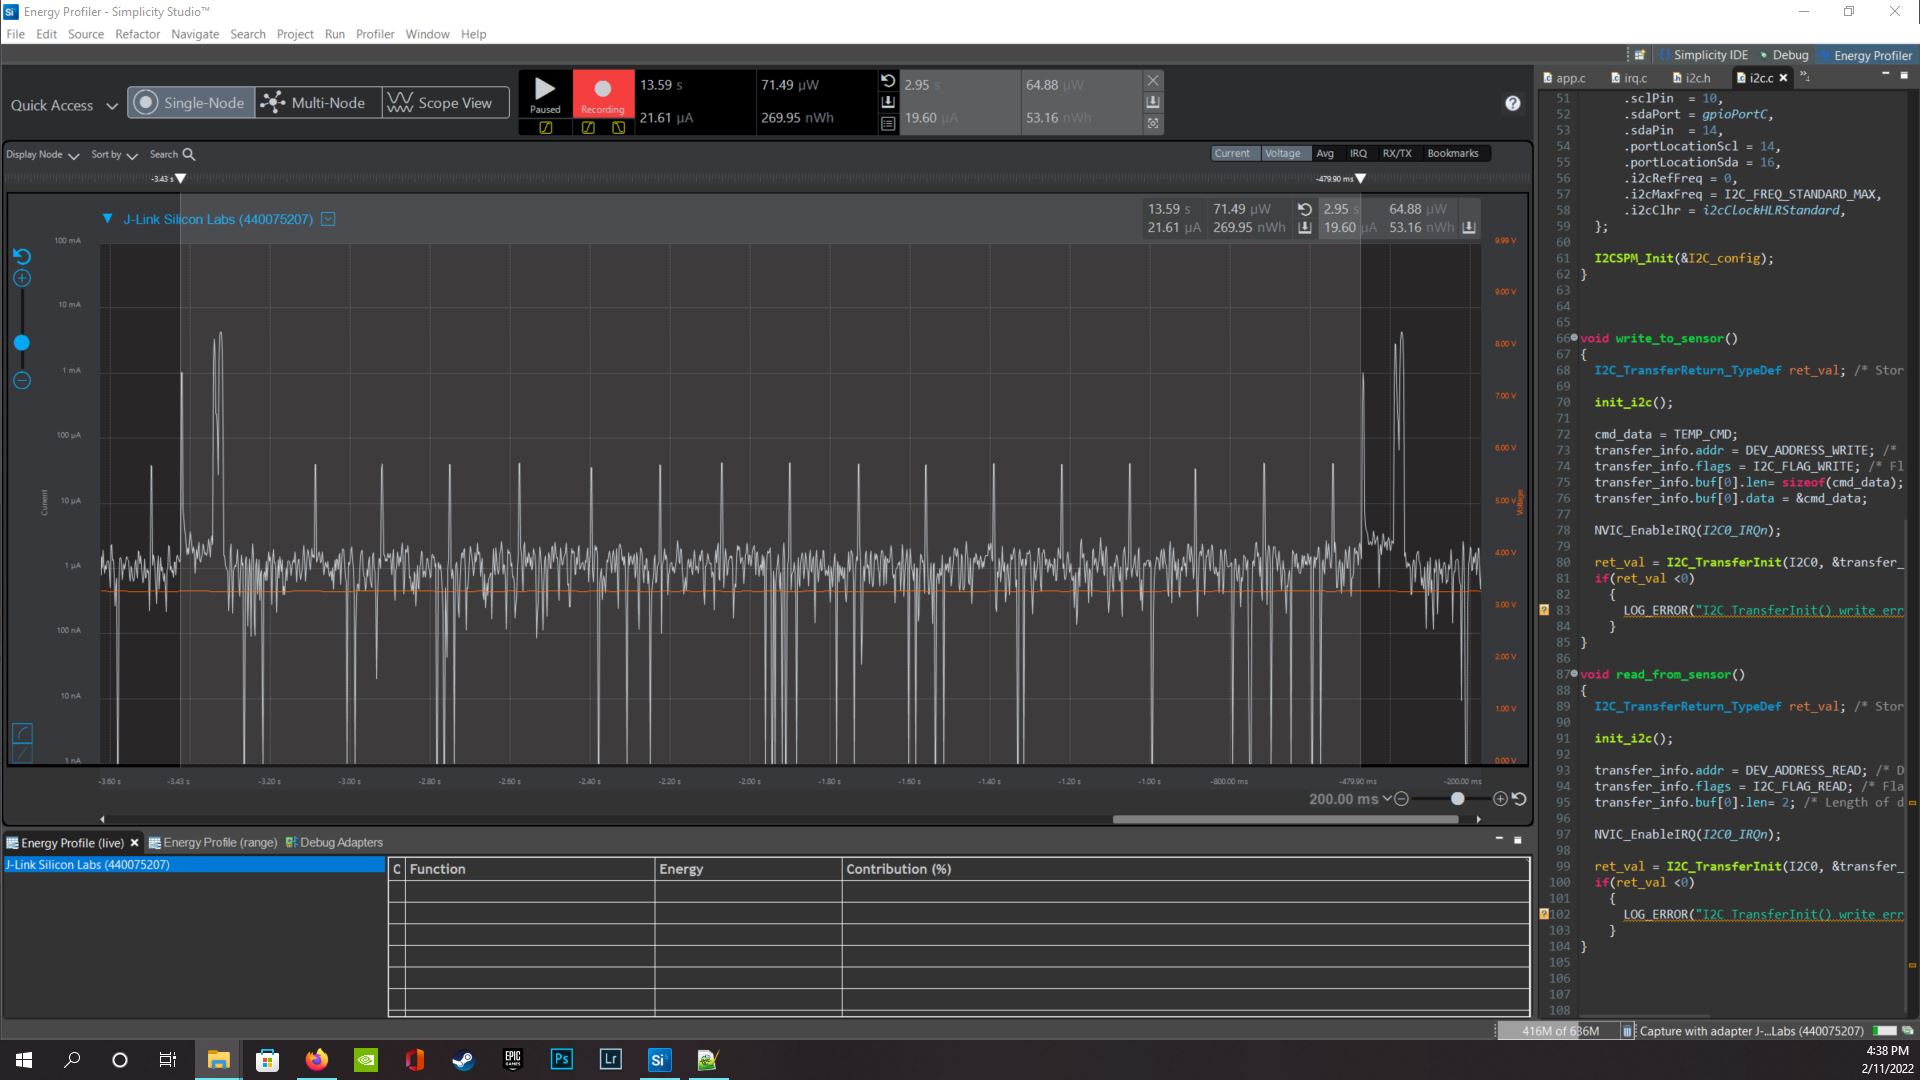 Energy Profiler - Simplicity Studio™
File Edit Source Refactor Navigate Search Project Run Profiler Window Help
Simplicity IDE Debug Energy Profiler
Quick Access Single-Node Multi-Node Scope View
Paused Recording
13.59 s 71.49 µW 2.95 s 64.88 µW
21.61 µA 269.95 nWh 19.60 µA 53.16 nWh
Display Node Sort by Search
Current Voltage Avg IRQ RX/TX Bookmarks
-3.43 s -479.90 ms
J-Link Silicon Labs (440075207)
13.59 s 71.49 µW 2.95 s 64.88 µW
21.61 µA 269.95 nWh 19.60 µA 53.16 nWh
100 mA
10 mA
1 mA
100 µA
10 µA
1 µA
100 nA
10 nA
1 nA
Current
9.99 V
9.00 V
8.00 V
7.00 V
6.00 V
5.00 V
4.00 V
3.00 V
2.00 V
1.00 V
0.00 V
Voltage
-3.60 s -3.43 s -3.20 s -3.00 s -2.80 s -2.60 s -2.40 s -2.20 s -2.00 s -1.80 s -1.60 s -1.40 s -1.20 s -1.00 s -800.00 ms -479.90 ms -200.00 ms
200.00 ms
Energy Profile (live) Energy Profile (range) Debug Adapters
J-Link Silicon Labs (440075207)
C Function Energy Contribution (%)
app.c irq.c i2c.h i2c.c
51 .sclPin = 10,
52 .sdaPort = gpioPortC,
53 .sdaPin = 14,
54 .portLocationScl = 14,
55 .portLocationSda = 16,
56 .i2cRefFreq = 0,
57 .i2cMaxFreq = I2C_FREQ_STANDARD_MAX,
58 .i2cClhr = i2cClockHLRStandard,
59 };
60
61 I2CSPM_Init(&I2C_config);
62 }
63
64
65
66 void write_to_sensor()
67 {
68 I2C_TransferReturn_TypeDef ret_val; /* Stor
69
70 init_i2c();
71
72 cmd_data = TEMP_CMD;
73 transfer_info.addr = DEV_ADDRESS_WRITE; /*
74 transfer_info.flags = I2C_FLAG_WRITE; /* Fl
75 transfer_info.buf[0].len= sizeof(cmd_data);
76 transfer_info.buf[0].data = &cmd_data;
77
78 NVIC_EnableIRQ(I2C0_IRQn);
79
80 ret_val = I2C_TransferInit(I2C0, &transfer_
81 if(ret_val <0)
82 {
83 LOG_ERROR("I2C_TransferInit() write err
84 }
85 }
86
87 void read_from_sensor()
88 {
89 I2C_TransferReturn_TypeDef ret_val; /* Stor
90
91 init_i2c();
92
93 transfer_info.addr = DEV_ADDRESS_READ; /* D
94 transfer_info.flags = I2C_FLAG_READ; /* Fla
95 transfer_info.buf[0].len= 2; /* Length of d
96
97 NVIC_EnableIRQ(I2C0_IRQn);
98
99 ret_val = I2C_TransferInit(I2C0, &transfer_
100 if(ret_val <0)
101 {
102 LOG_ERROR("I2C_TransferInit() write err
103 }
104 }
105
106
107
108
416M of 636M Capture with adapter J-...Labs (440075207)
EPIC GAMES Ps Lr Si
4:38 PM
2/11/2022